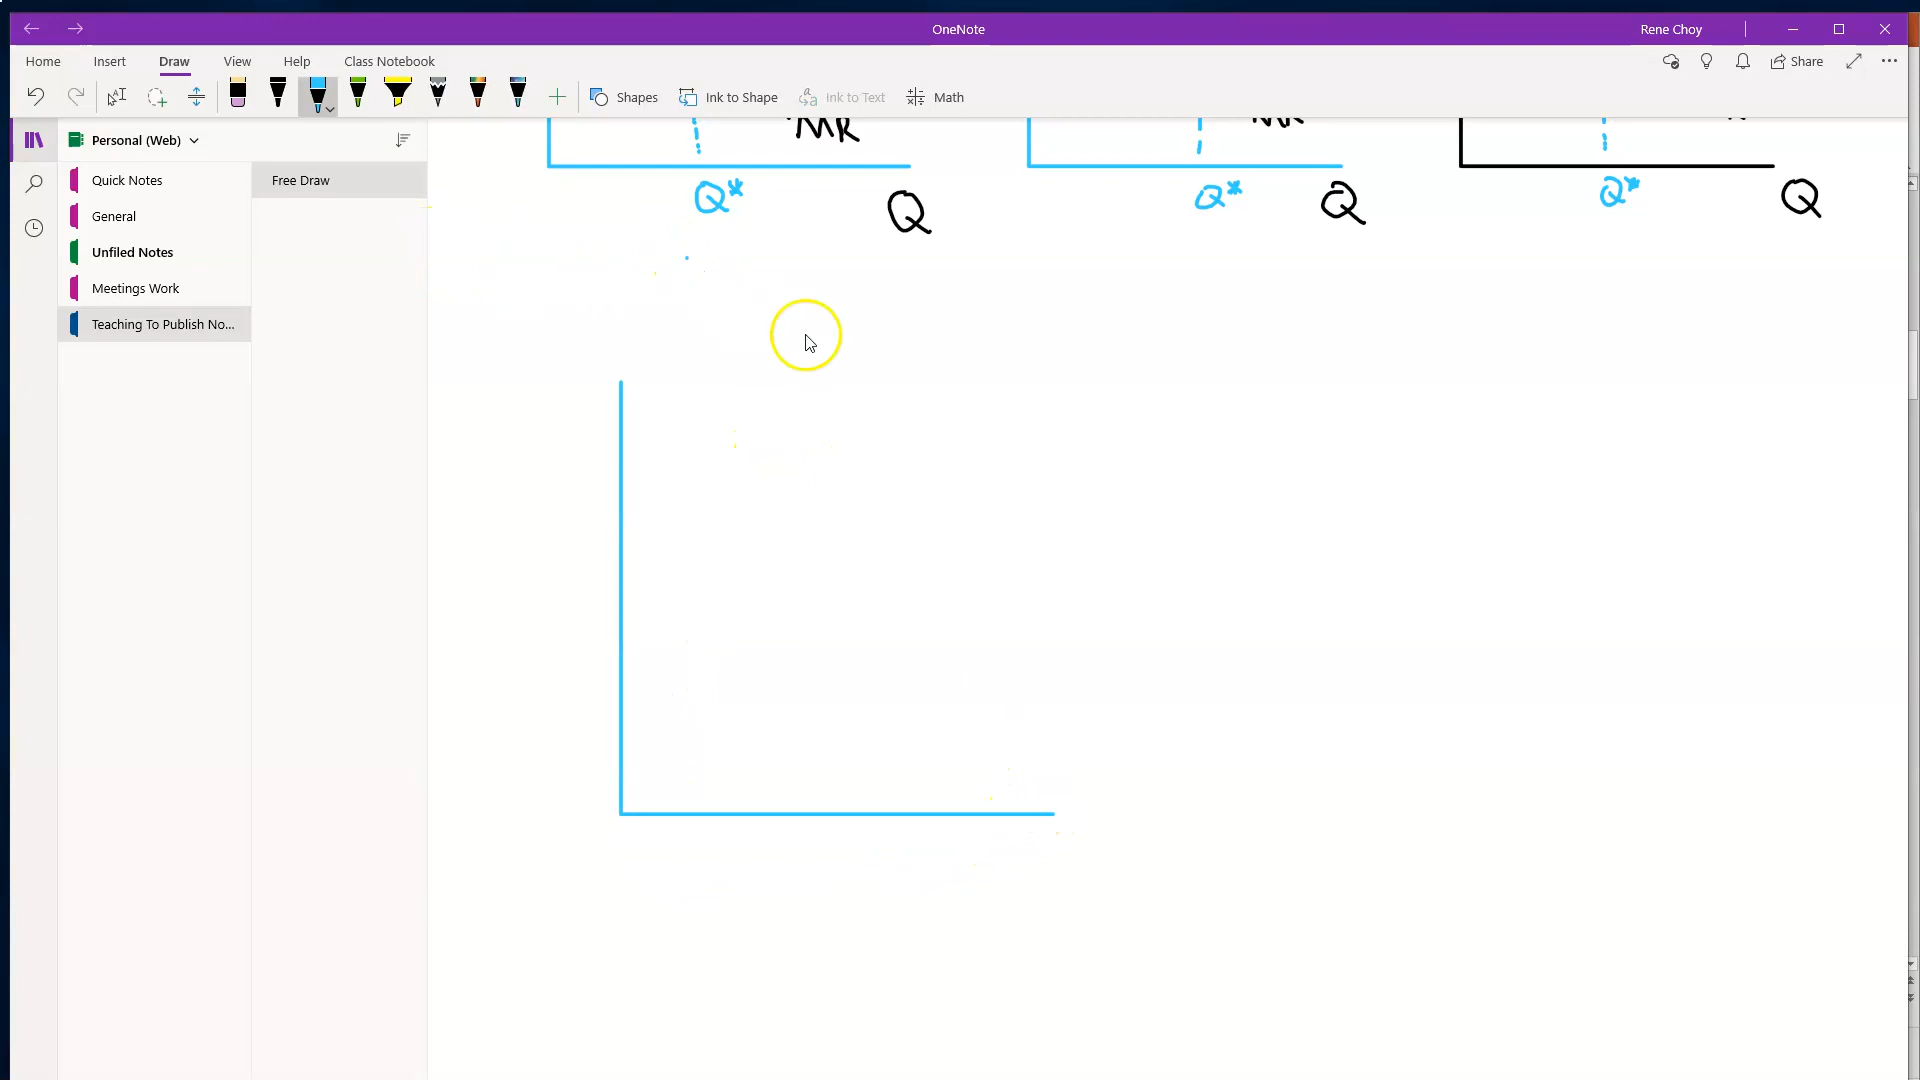 OneNote
Rene Choy
Home Insert Draw View Help Class Notebook
Share
Shapes Ink to Shape Ink to Text Math
Personal (Web)
Quick Notes
General
Unfiled Notes
Meetings Work
Teaching To Publish No...
Free Draw
MR MR
Q* Q Q* Q Q* Q